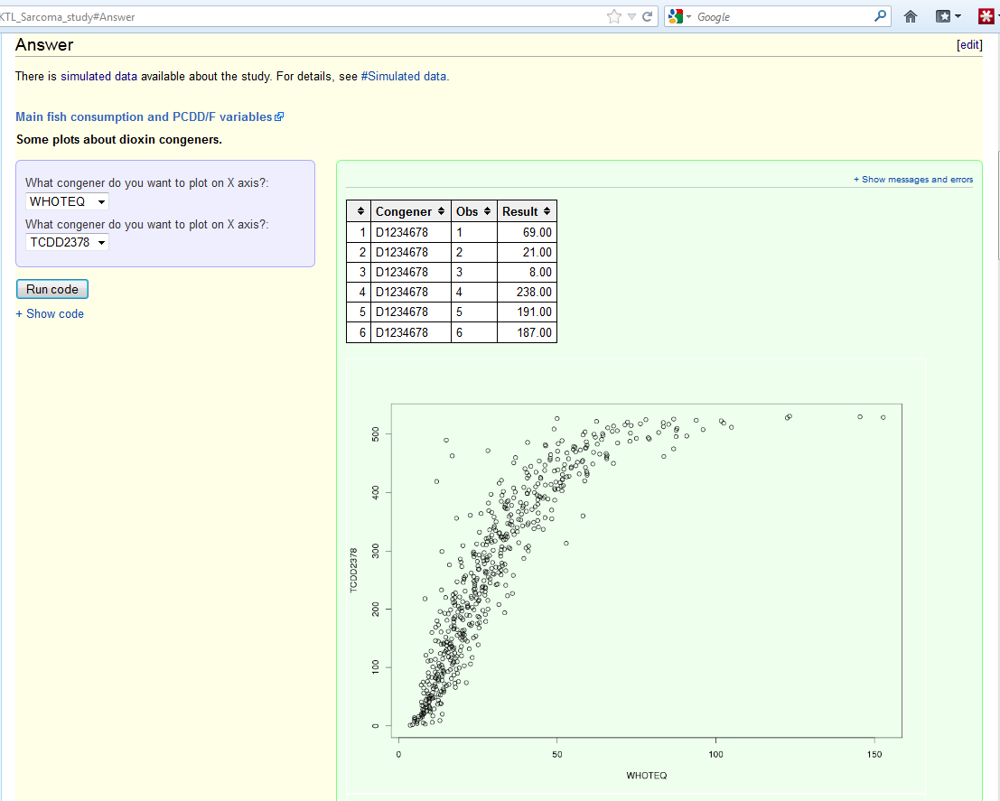 KTL_Sarcoma_study#Answer
Google
Answer
[edit]
There is simulated data available about the study. For details, see #Simulated data.
Main fish consumption and PCDD/F variables
Some plots about dioxin congeners.
What congener do you want to plot on X axis?:
WHOTEQ
What congener do you want to plot on X axis?:
TCDD2378
Run code
+ Show code
+ Show messages and errors
Congener Obs Result
1 D1234678 1 69.00
2 D1234678 2 21.00
3 D1234678 3 8.00
4 D1234678 4 238.00
5 D1234678 5 191.00
6 D1234678 6 187.00
500
400
300
200
100
0
TCDD2378
0 50 100 150
WHOTEQ